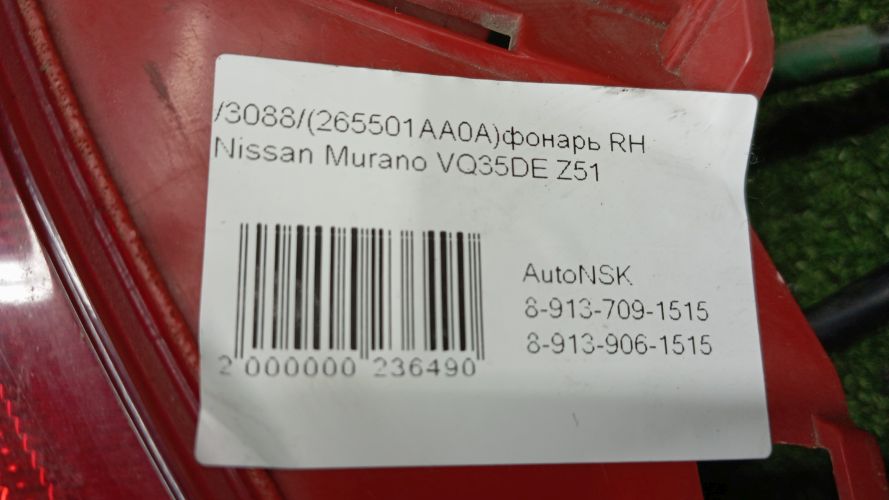 /3088/(265501AA0A)фонарь RH
Nissan Murano VQ35DE Z51
AutoNSK
8-913-709-1515
8-913-906-1515
2 000000 236490